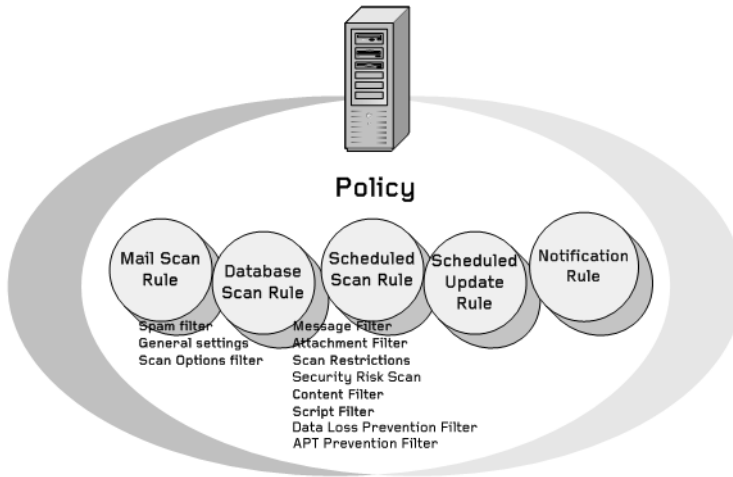 Policy
Mail Scan
Rule
Database
Scan Rule
Scheduled
Scan Rule
Scheduled
Update
Rule
Notification
Rule
Spam filter
General settings
Scan Options filter
Message Filter
Attachment Filter
Scan Restrictions
Security Risk Scan
Content Filter
Script Filter
Data Loss Prevention Filter
APT Prevention Filter